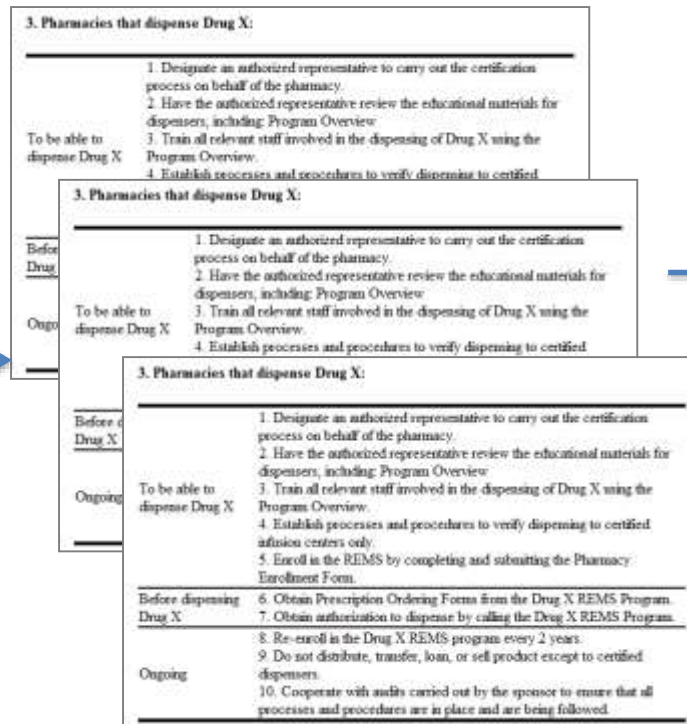 3. Pharmacies that dispense Drug X:
To be able to
dispense Drug X
1. Designate an authorized representative to carry out the certification
process on behalf of the pharmacy.
2. Have the authorized representative review the educational materials for
dispensers, including: Program Overview
3. Train all relevant staff involved in the dispensing of Drug X using the
Program Overview.
4. Establish processes and procedures to verify dispensing to certified
Befor
Drug
Ongo
3. Pharmacies that dispense Drug X:
To be able to
dispense Drug X
1. Designate an authorized representative to carry out the certification
process on behalf of the pharmacy.
2. Have the authorized representative review the educational materials for
dispensers, including: Program Overview
3. Train all relevant staff involved in the dispensing of Drug X using the
Program Overview.
4. Establish processes and procedures to verify dispensing to certified
Before d
Drug X
Ongoing
3. Pharmacies that dispense Drug X:
To be able to
dispense Drug X
1. Designate an authorized representative to carry out the certification
process on behalf of the pharmacy.
2. Have the authorized representative review the educational materials for
dispensers, including: Program Overview
3. Train all relevant staff involved in the dispensing of Drug X using the
Program Overview.
4. Establish processes and procedures to verify dispensing to certified
infusion centers only.
5. Enroll in the REMS by completing and submitting the Pharmacy
Enrollment Form.
Before dispensing
Drug X
6. Obtain Prescription Ordering Forms from the Drug X REMS Program.
7. Obtain authorization to dispense by calling the Drug X REMS Program.
Ongoing
8. Re-enroll in the Drug X REMS program every 2 years.
9. Do not distribute, transfer, loan, or sell product except to certified
dispensers.
10. Cooperate with audits carried out by the sponsor to ensure that all
processes and procedures are in place and are being followed.